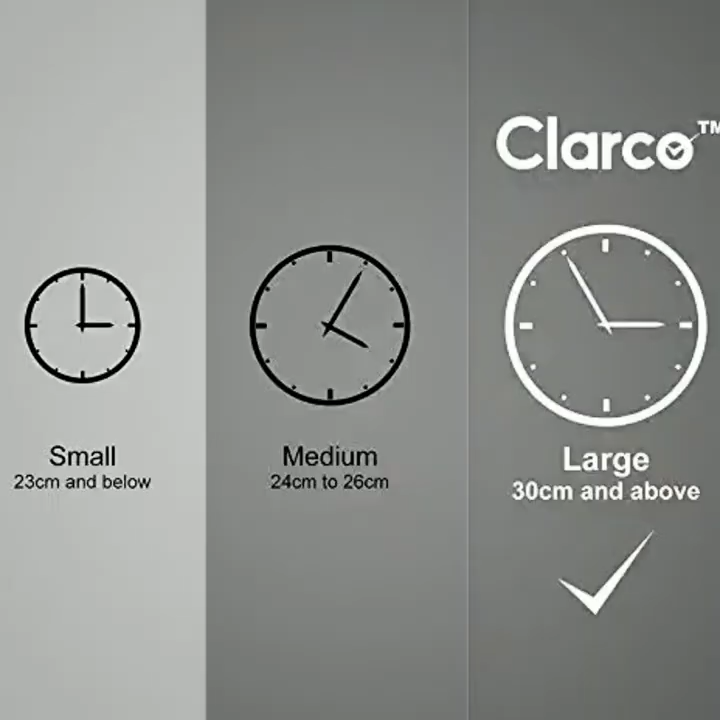 Clarco™
Small
23cm and below
Medium
24cm to 26cm
Large
30cm and above